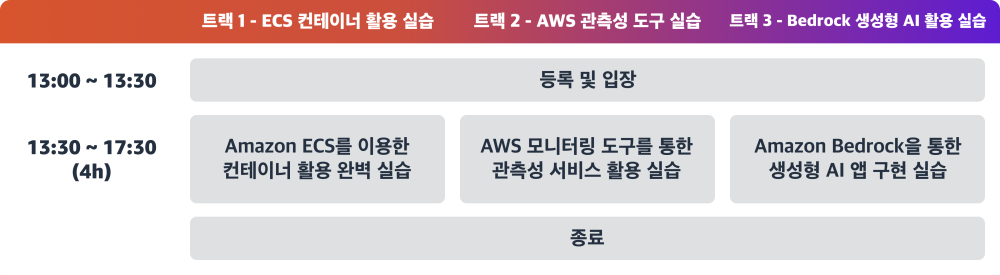 트랙 1 - ECS 컨테이너 활용 실습
트랙 2 - AWS 관측성 도구 실습
트랙 3 - Bedrock 생성형 AI 활용 실습
13:00 ~ 13:30
등록 및 입장
13:30 ~ 17:30
(4h)
Amazon ECS를 이용한
컨테이너 활용 완벽 실습
AWS 모니터링 도구를 통한
관측성 서비스 활용 실습
Amazon Bedrock을 통한
생성형 AI 앱 구현 실습
종료